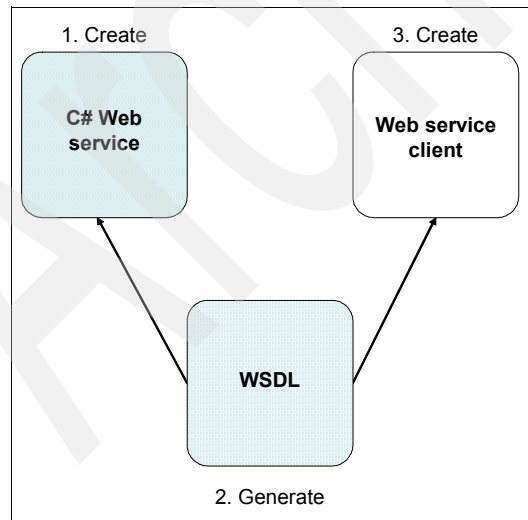 1. Create
3. Create
C# Web
service
Web service
client
WSDL
2. Generate